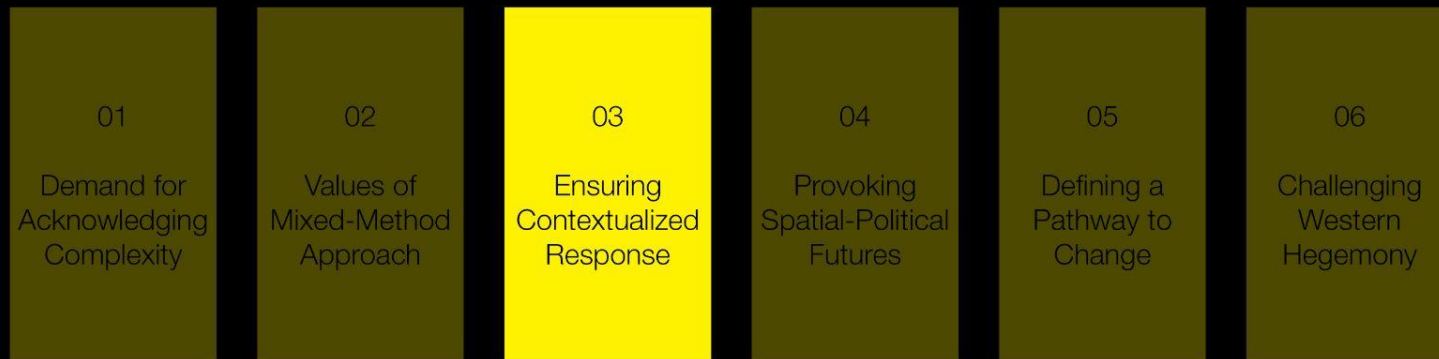 01
Demand for
Acknowledging
Complexity
02
Values of
Mixed-Method
Approach
03
Ensuring
Contextualized
Response
04
Provoking
Spatial-Political
Futures
05
Defining a
Pathway to
Change
06
Challenging
Western
Hegemony